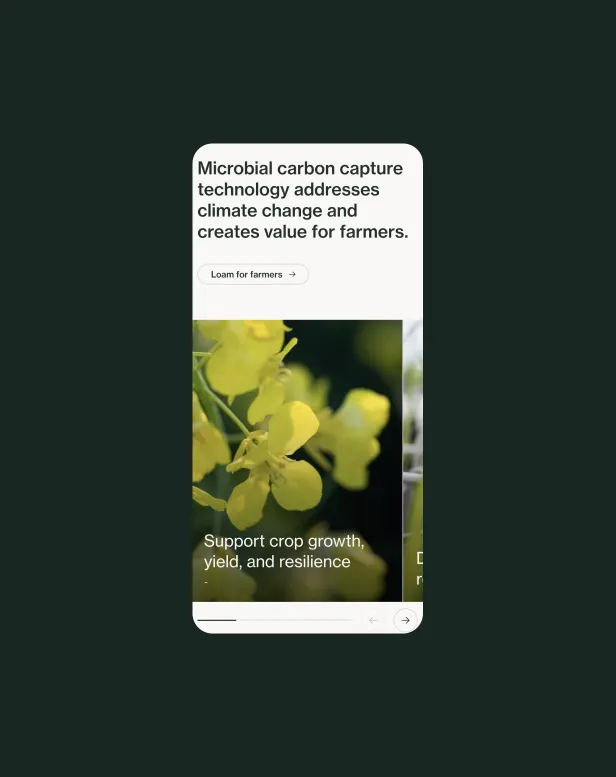 Microbial carbon capture
technology addresses
climate change and
creates value for farmers.
Loam for farmers →
Support crop growth,
yield, and resilience
-
D
r